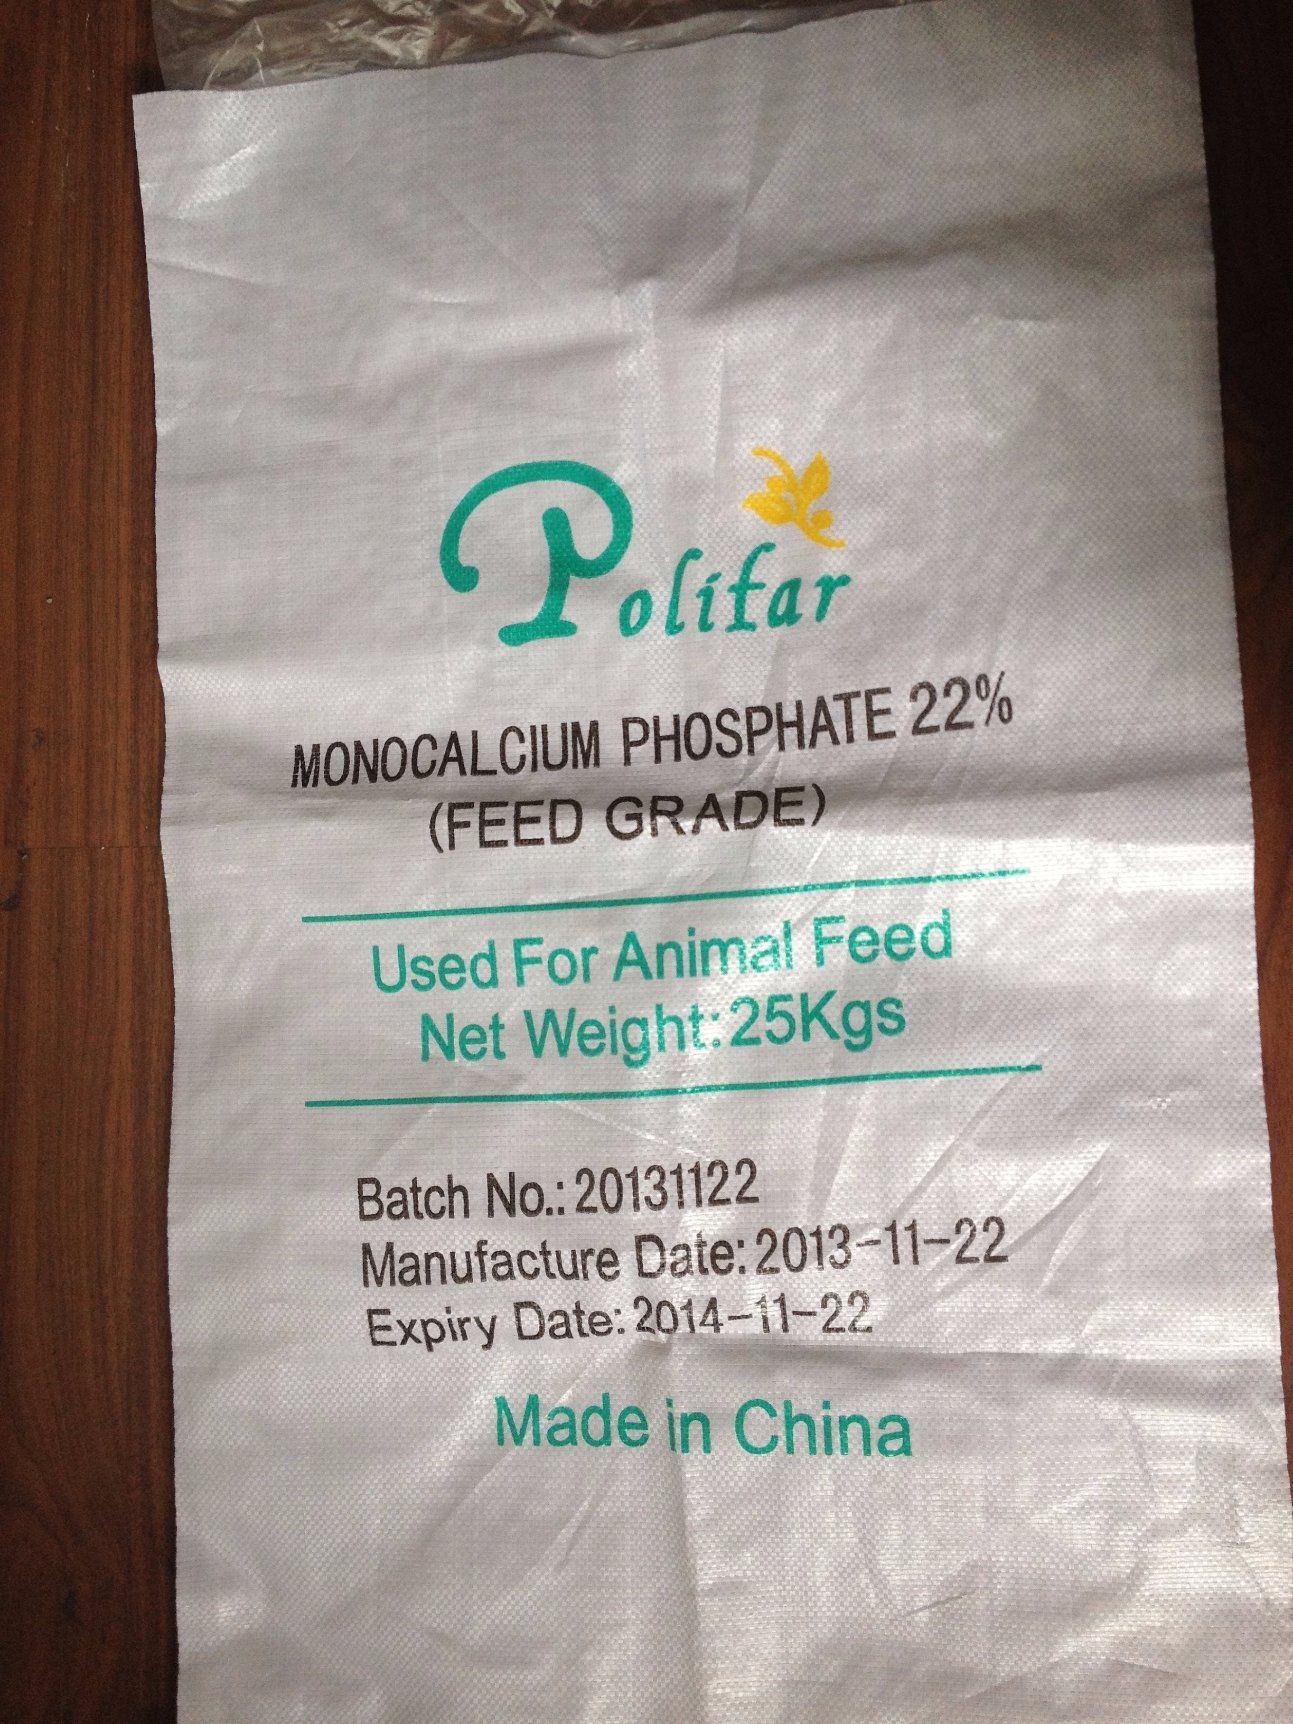 Polifar
MONOCALCIUM PHOSPHATE 22%
(FEED GRADE)
Used For Animal Feed
Net Weight:25Kgs
Batch No.:20131122
Manufacture Date:2013-11-22
Expiry Date:2014-11-22
Made in China